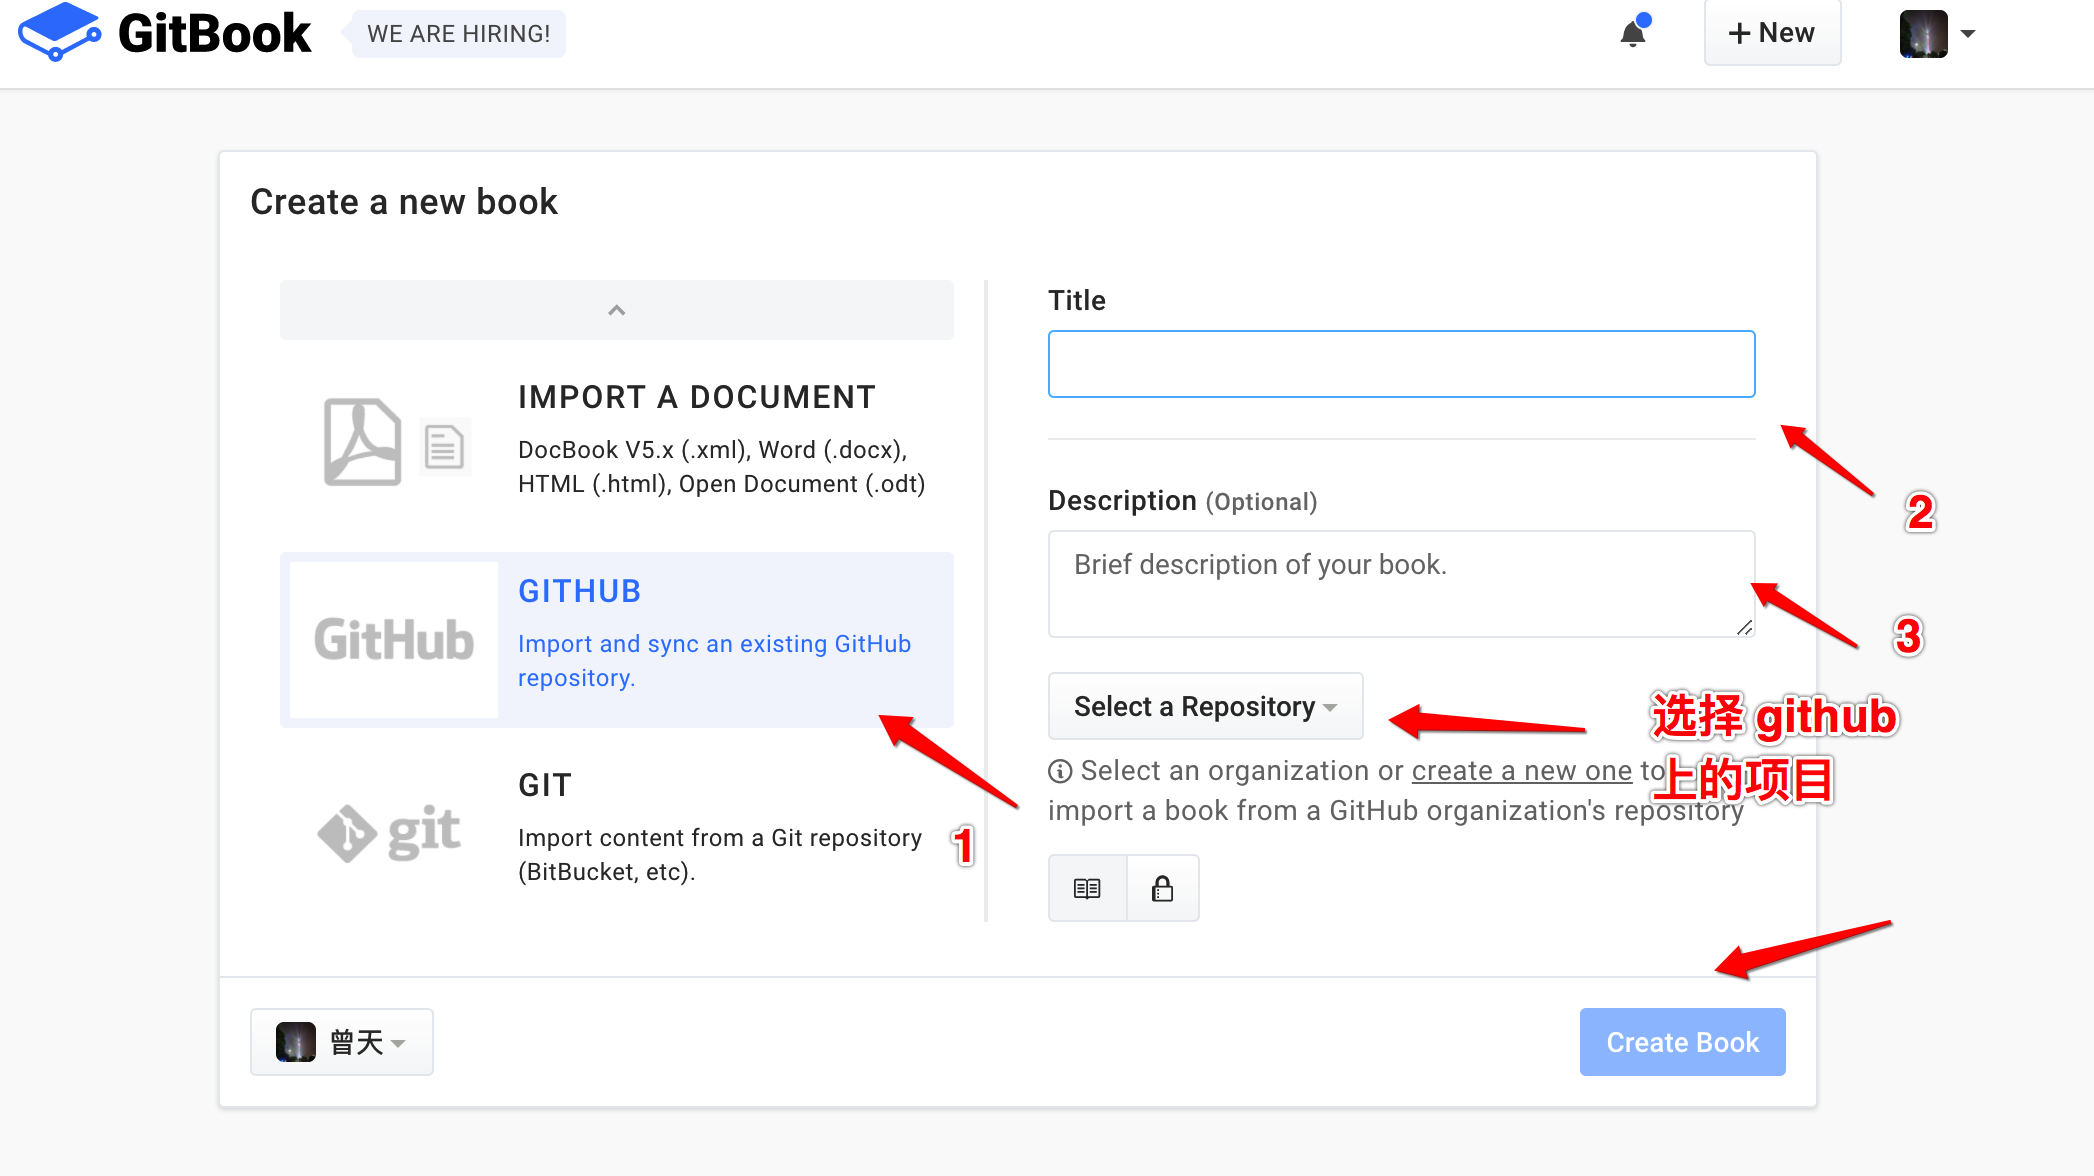 GitBook
WE ARE HIRING!
+ New
Create a new book
IMPORT A DOCUMENT
DocBook V5.x (.xml), Word (.docx),
HTML (.html), Open Document (.odt)
GitHub
GITHUB
Import and sync an existing GitHub
repository.
1
git
GIT
Import content from a Git repository
(BitBucket, etc).
Title
2
Description (Optional)
Brief description of your book.
3
Select a Repository
选择 github
上的项目
Select an organization or create a new one to
import a book from a GitHub organization's repository
曾天
Create Book